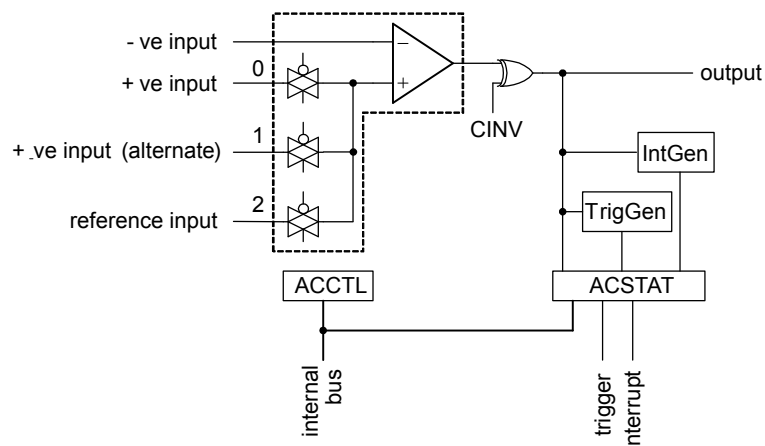 - ve input
−
0
+ ve input
+
output
CINV
1
+ -ve input (alternate)
IntGen
2
reference input
TrigGen
ACCTL
ACSTAT
internal
bus
trigger
nterrupt